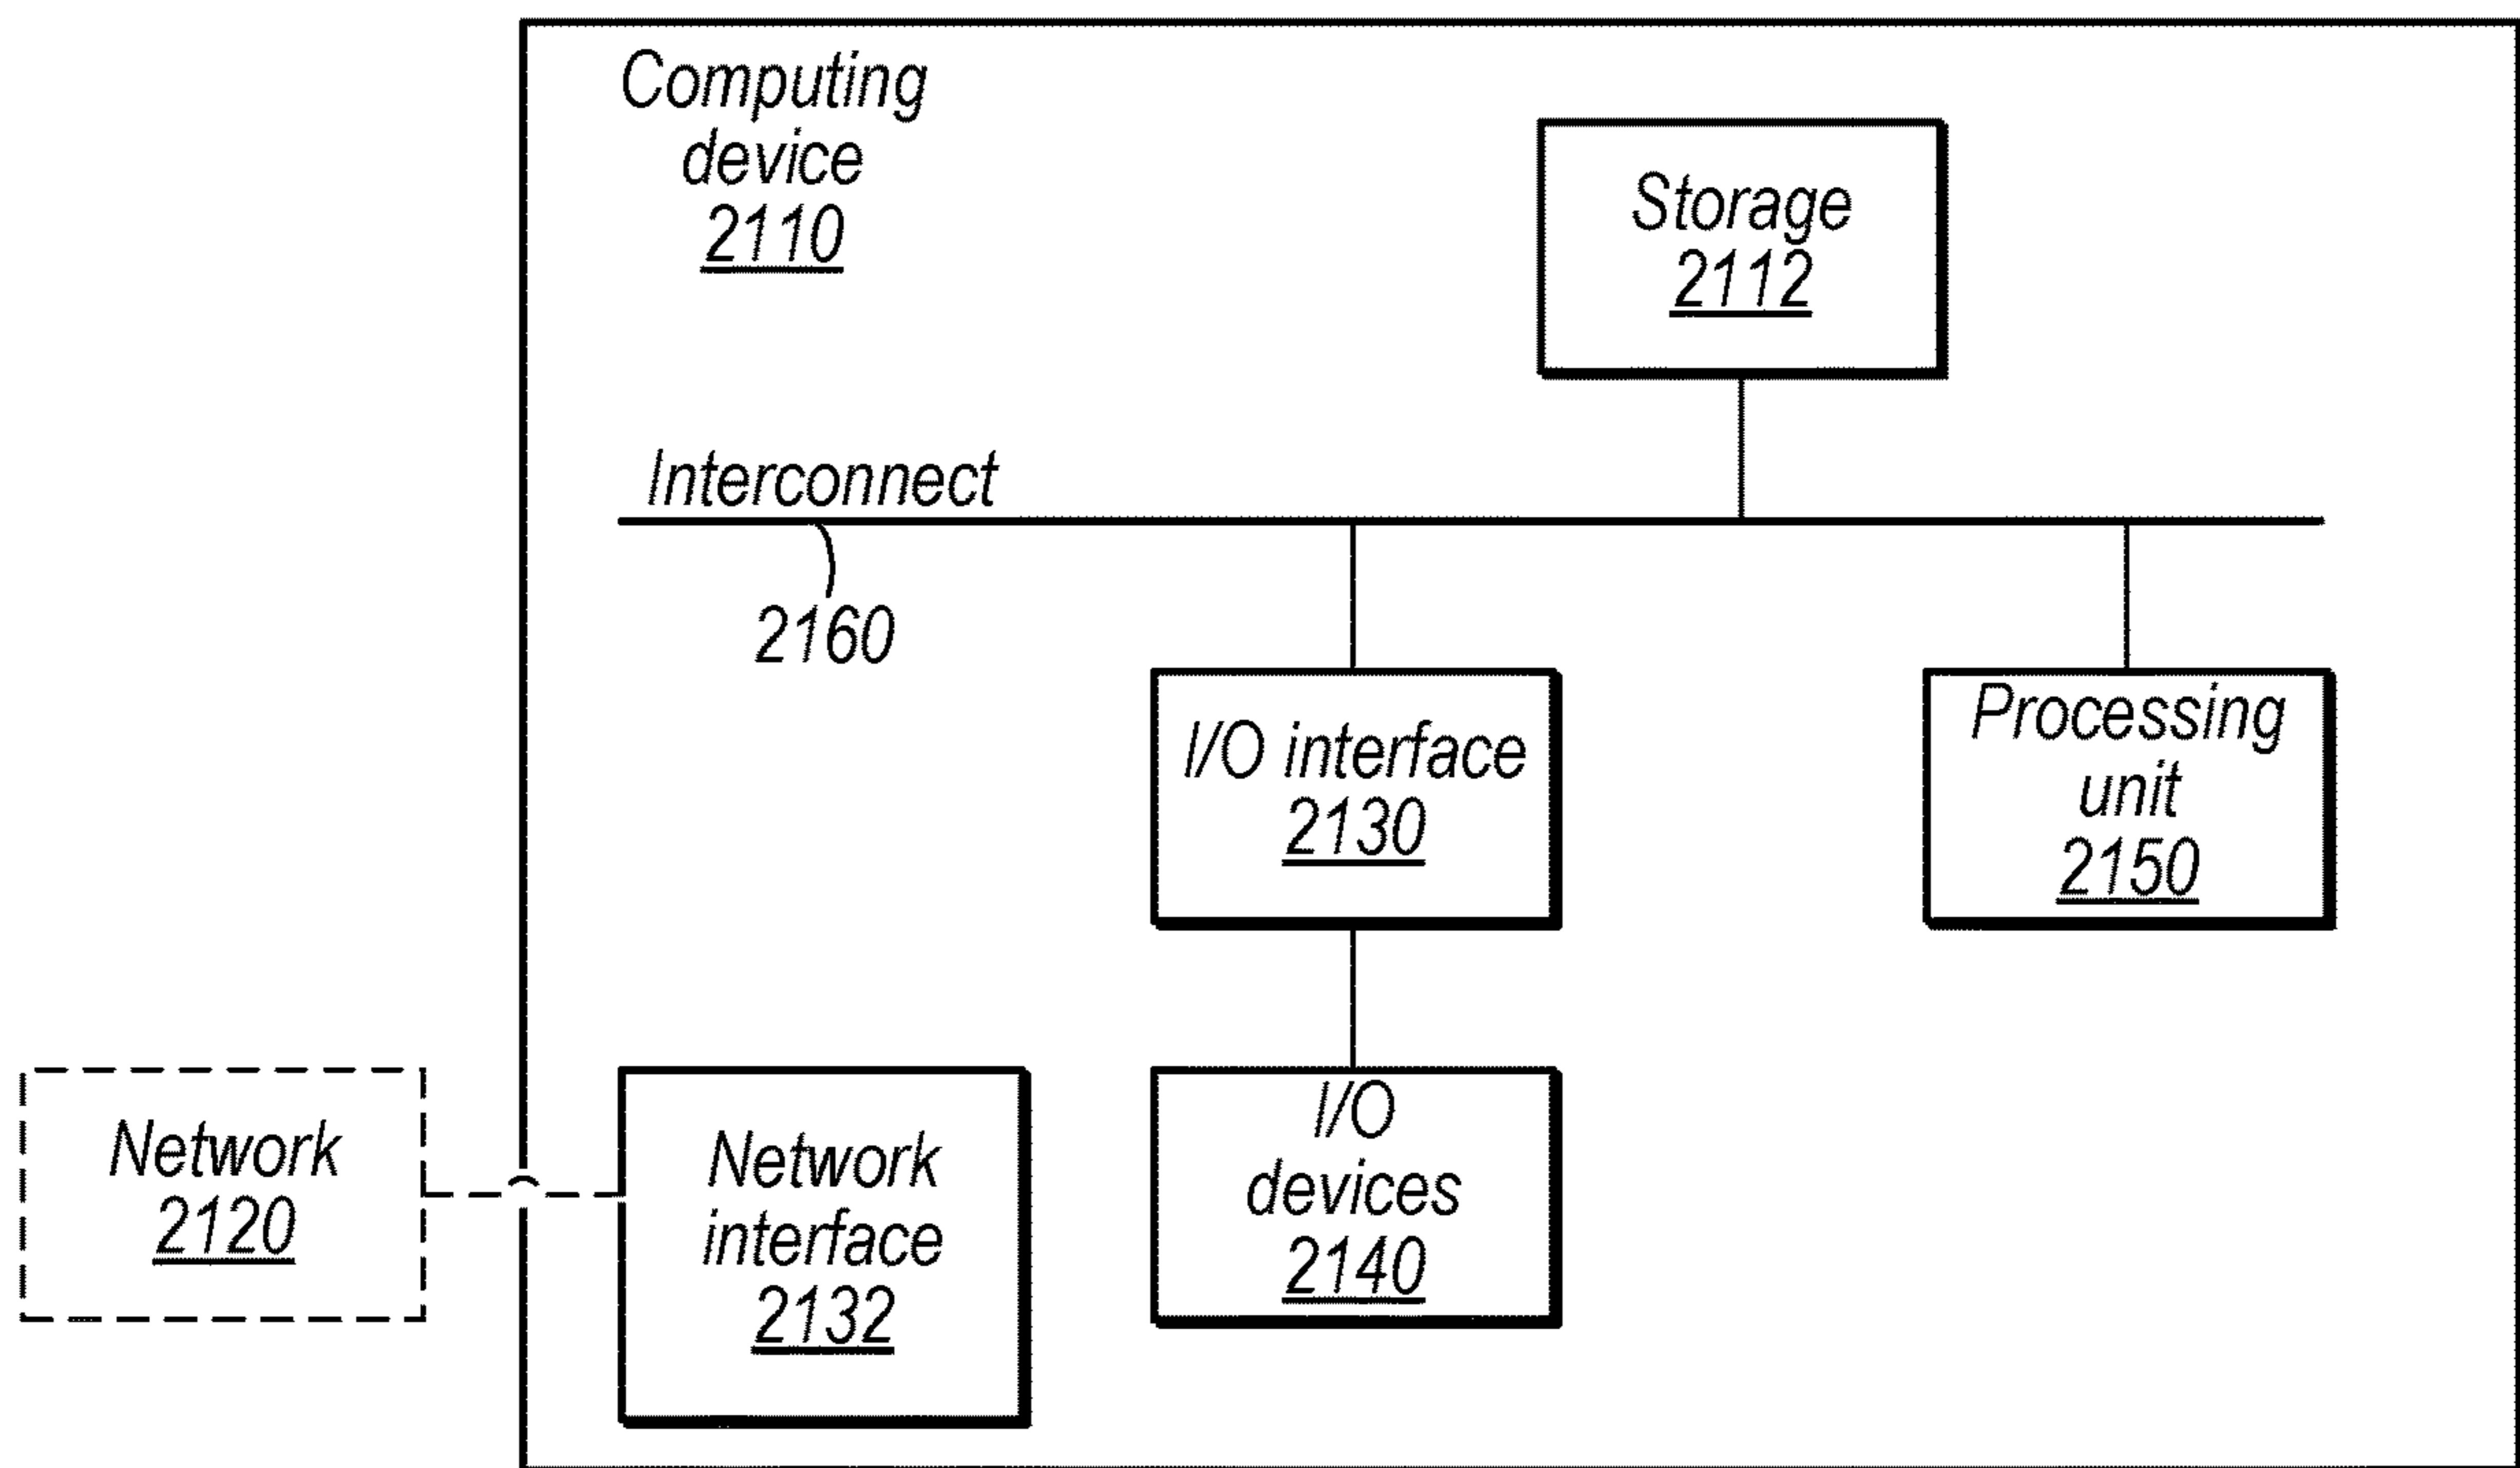 Computing
device
2110
Storage
2112
Interconnect
2160
I/O interface
2130
Processing
unit
2150
Network
2120
Network
interface
2132
I/O
devices
2140